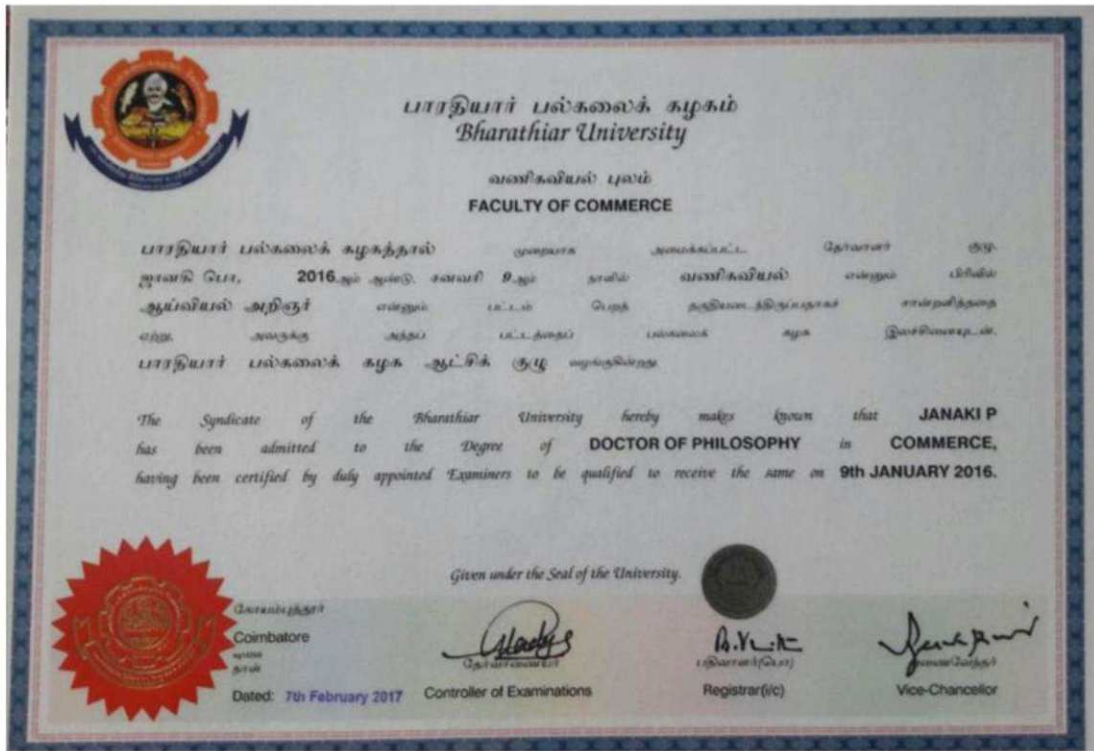 பாரதியார் பல்கலைக் கழகம்
Bharathiar University
வணிகவியல் புலம்
FACULTY OF COMMERCE
பாரதியார் பல்கலைக் கழகத்தால் முறையாக அமைக்கப்பட்ட தேர்வாளர் குழு,
ஜானகி பொ, 2016ஆம் ஆண்டு, சனவரி 9ஆம் நாளில் வணிகவியல் என்னும் பிரிவில்
ஆய்வியல் அறிஞர் என்னும் பட்டம் பெறத் தகுதியடைந்திருப்பதாகச் சான்றளித்ததை
ஏற்று, அவருக்கு அந்தப் பட்டத்தைப் பல்கலைக் கழக இலச்சினையுடன்,
பாரதியார் பல்கலைக் கழக ஆட்சிக் குழு வழங்குகின்றது
The Syndicate of the Bharathiar University hereby makes known that JANAKI P
has been admitted to the Degree of DOCTOR OF PHILOSOPHY in COMMERCE,
having been certified by duly appointed Examiners to be qualified to receive the same on 9th JANUARY 2016.
Given under the Seal of the University.
கோயம்புத்தூர்
Coimbatore
நாள்
Dated: 7th February 2017
தேர்வாணையர்
Controller of Examinations
பதிவாளர்(பொ)
Registrar(i/c)
துணைவேந்தர்
Vice-Chancellor